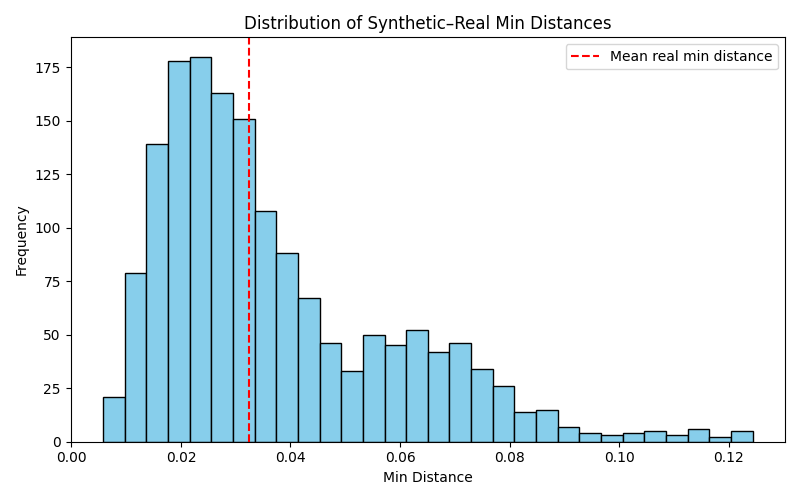 Distribution of Synthetic–Real Min Distances
Mean real min distance
Frequency
175
150
125
100
75
50
25
0
0.00 0.02 0.04 0.06 0.08 0.10 0.12
Min Distance